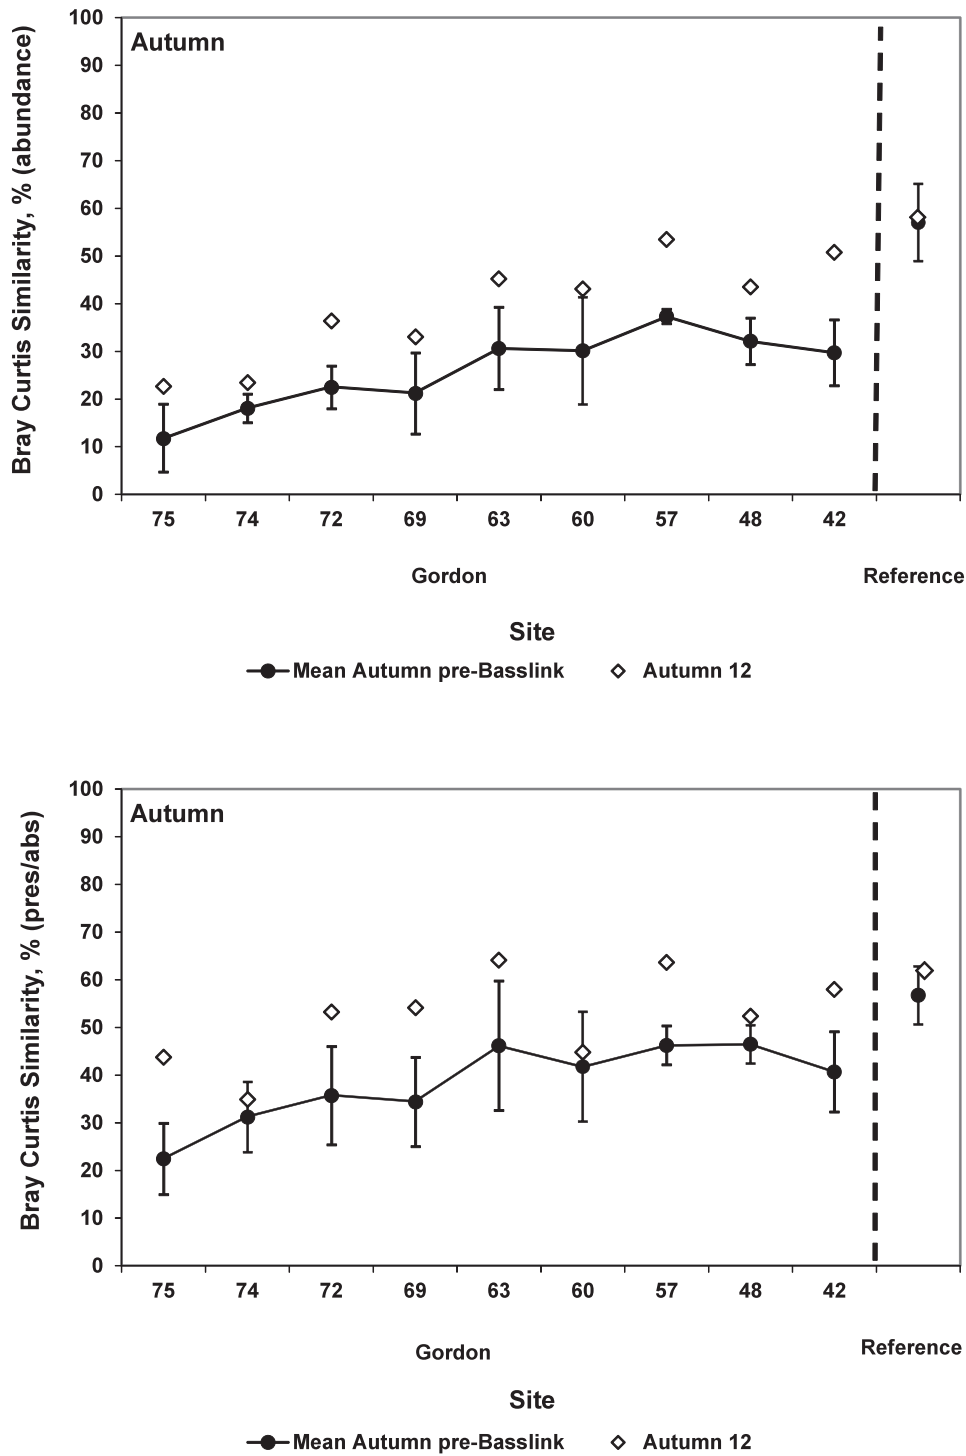 Bray Curtis Similarity, % (abundance)
100
90
80
70
60
50
40
30
20
10
0
Autumn
75 74 72 69 63 60 57 48 42
Gordon Reference
Site
Mean Autumn pre-Basslink Autumn 12
Bray Curtis Similarity, % (pres/abs)
100
90
80
70
60
50
40
30
20
10
0
Autumn
75 74 72 69 63 60 57 48 42
Gordon Reference
Site
Mean Autumn pre-Basslink Autumn 12